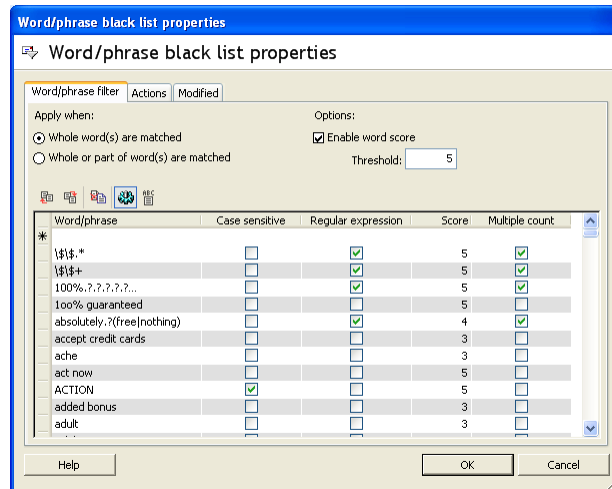 Word/phrase black list properties
Word/phrase black list properties
Word/phrase filter Actions Modified
Apply when: Options:
Whole word(s) are matched Enable word score
Whole or part of word(s) are matched Threshold: 5
ABC
Word/phrase Case sensitive Regular expression Score Multiple count
\$\$.* 5
\$\$+ 5
100%.?.?.?.?.?... 5
1oo% guaranteed 5
absolutely.?(free|nothing) 4
accept credit cards 3
ache 3
act now 5
ACTION 5
added bonus 3
adult 3
Help OK Cancel